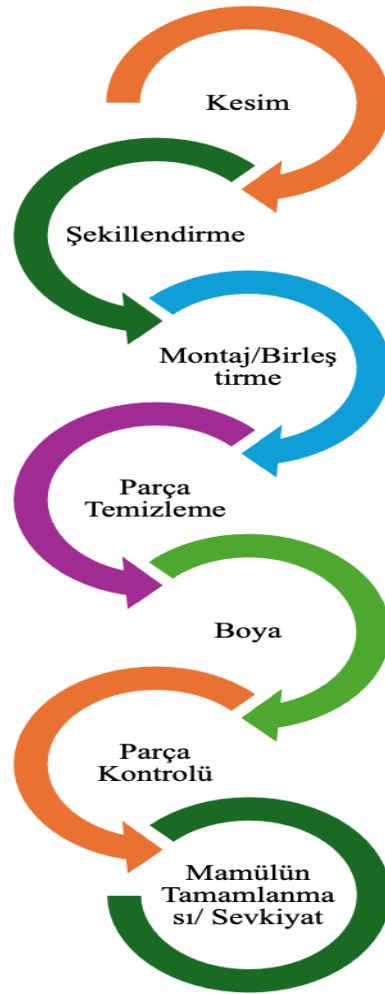 Kesim
Şekillendirme
Montaj/Birleş
tirme
Parça
Temizleme
Boya
Parça
Kontrolü
Mamülün
Tamamlanma
sı/ Sevkiyat